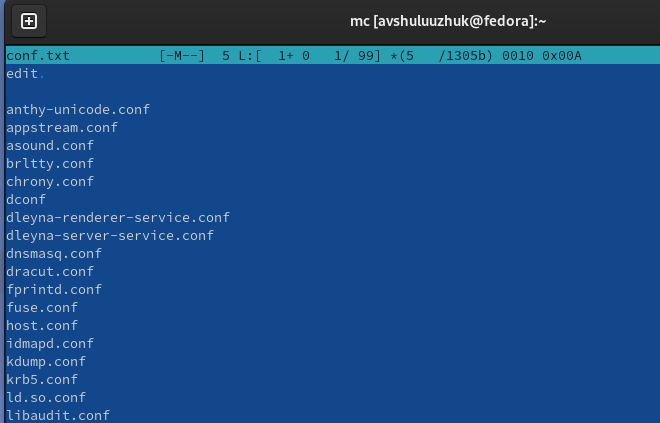 mc [avshuluuzhuk@fedora]:~
conf.txt [-M--] 5 L:[ 1+ 0 1/ 99] *(5 /1305b) 0010 0x00A
edit.
anthy-unicode.conf
appstream.conf
asound.conf
brltty.conf
chrony.conf
dconf
dleyna-renderer-service.conf
dleyna-server-service.conf
dnsmasq.conf
dracut.conf
fprintd.conf
fuse.conf
host.conf
idmapd.conf
kdump.conf
krb5.conf
ld.so.conf
libaudit.conf